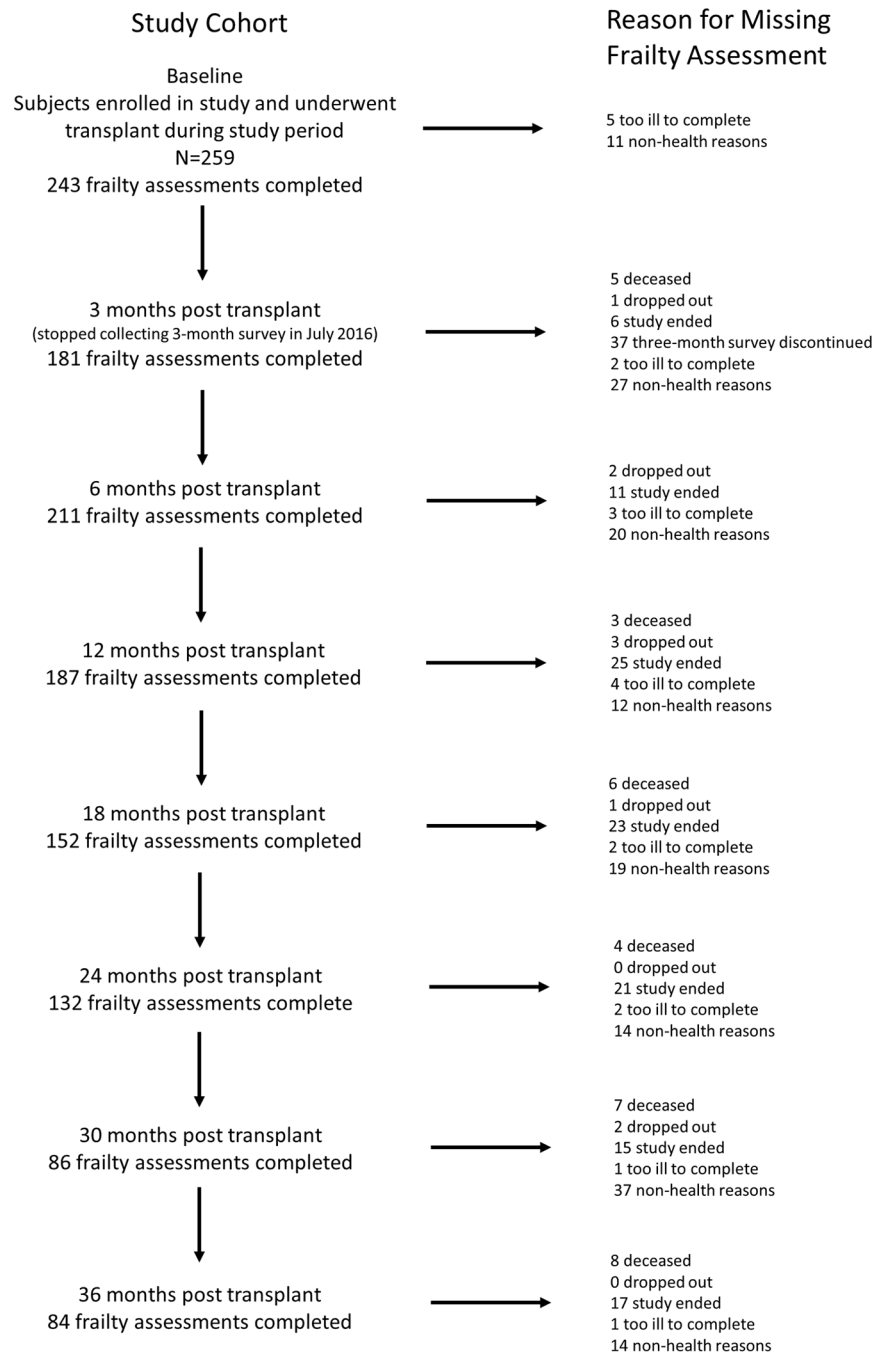 Study Cohort
Reason for Missing
Frailty Assessment
Baseline
Subjects enrolled in study and underwent
transplant during study period
N=259
243 frailty assessments completed
5 too ill to complete
11 non-health reasons
3 months post transplant
(stopped collecting 3-month survey in July 2016)
181 frailty assessments completed
5 deceased
1 dropped out
6 study ended
37 three-month survey discontinued
2 too ill to complete
27 non-health reasons
6 months post transplant
211 frailty assessments completed
2 dropped out
11 study ended
3 too ill to complete
20 non-health reasons
12 months post transplant
187 frailty assessments completed
3 deceased
3 dropped out
25 study ended
4 too ill to complete
12 non-health reasons
18 months post transplant
152 frailty assessments completed
6 deceased
1 dropped out
23 study ended
2 too ill to complete
19 non-health reasons
24 months post transplant
132 frailty assessments complete
4 deceased
0 dropped out
21 study ended
2 too ill to complete
14 non-health reasons
30 months post transplant
86 frailty assessments completed
7 deceased
2 dropped out
15 study ended
1 too ill to complete
37 non-health reasons
36 months post transplant
84 frailty assessments completed
8 deceased
0 dropped out
17 study ended
1 too ill to complete
14 non-health reasons